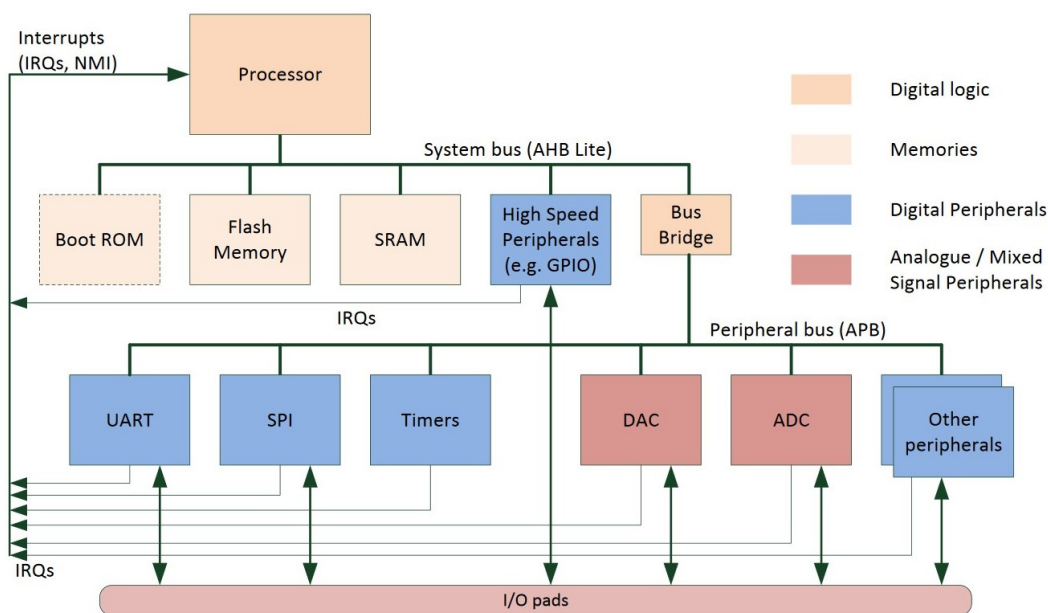 Interrupts
(IRQs, NMI)
Processor
Digital logic
System bus (AHB Lite)
Memories
Boot ROM
Flash
Memory
SRAM
High Speed
Peripherals
(e.g. GPIO)
Bus
Bridge
Digital Peripherals
Analogue / Mixed
Signal Peripherals
IRQs
Peripheral bus (APB)
UART
SPI
Timers
DAC
ADC
Other
peripherals
IRQs
I/O pads